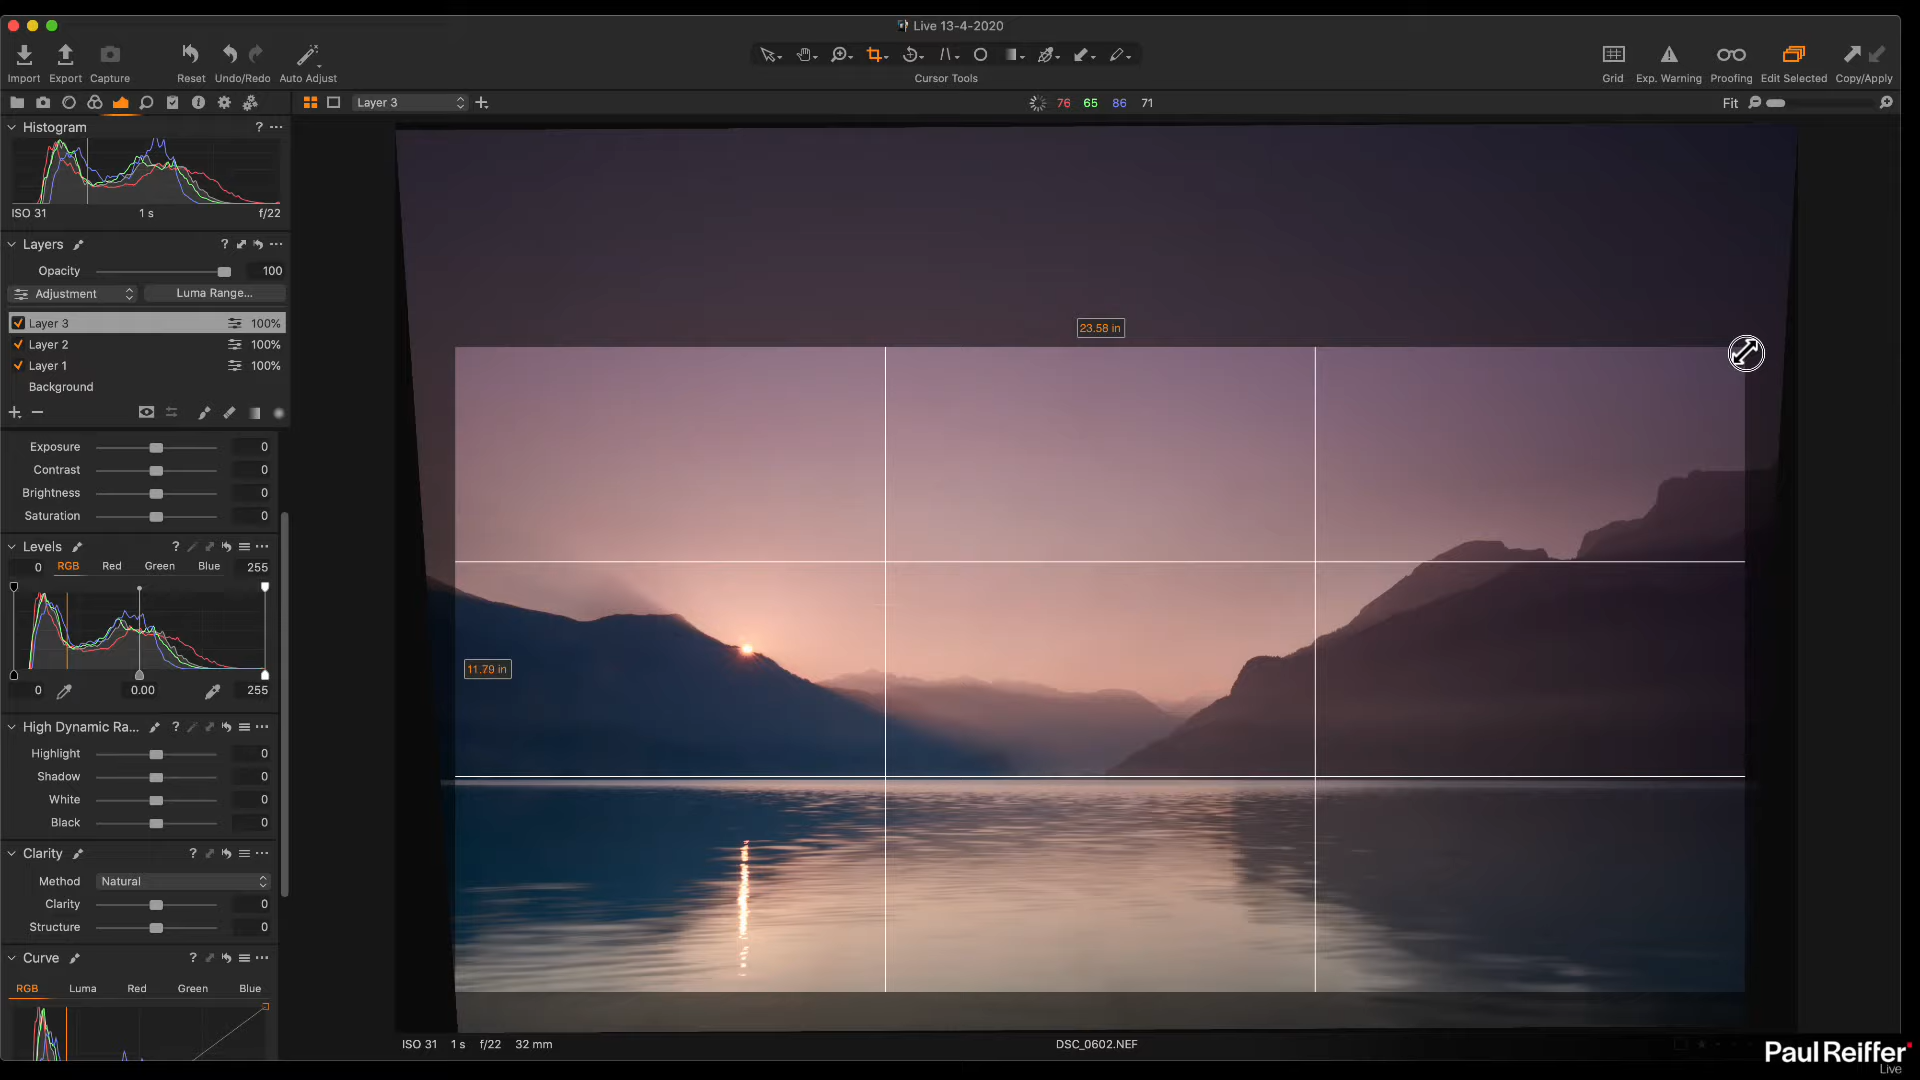 Live 13-4-2020
Import
Export
Capture
Reset
Undo/Redo
Auto Adjust
Cursor Tools
Grid
Exp. Warning
Proofing
Edit Selected
Copy/Apply
Layer 3
76 65 86 71
Fit
Histogram
ISO 31 1 s f/22
Layers
Opacity 100
Adjustment
Luma Range...
Layer 3 100%
Layer 2 100%
Layer 1 100%
Background
Exposure 0
Contrast 0
Brightness 0
Saturation 0
Levels
0 RGB Red Green Blue 255
0 0.00 255
High Dynamic Ra...
Highlight 0
Shadow 0
White 0
Black 0
Clarity
Method Natural
Clarity 0
Structure 0
Curve
RGB Luma Red Green Blue
23.58 in
11.79 in
ISO 31 1 s f/22 32 mm
DSC_0602.NEF
Paul Reiffer
Live